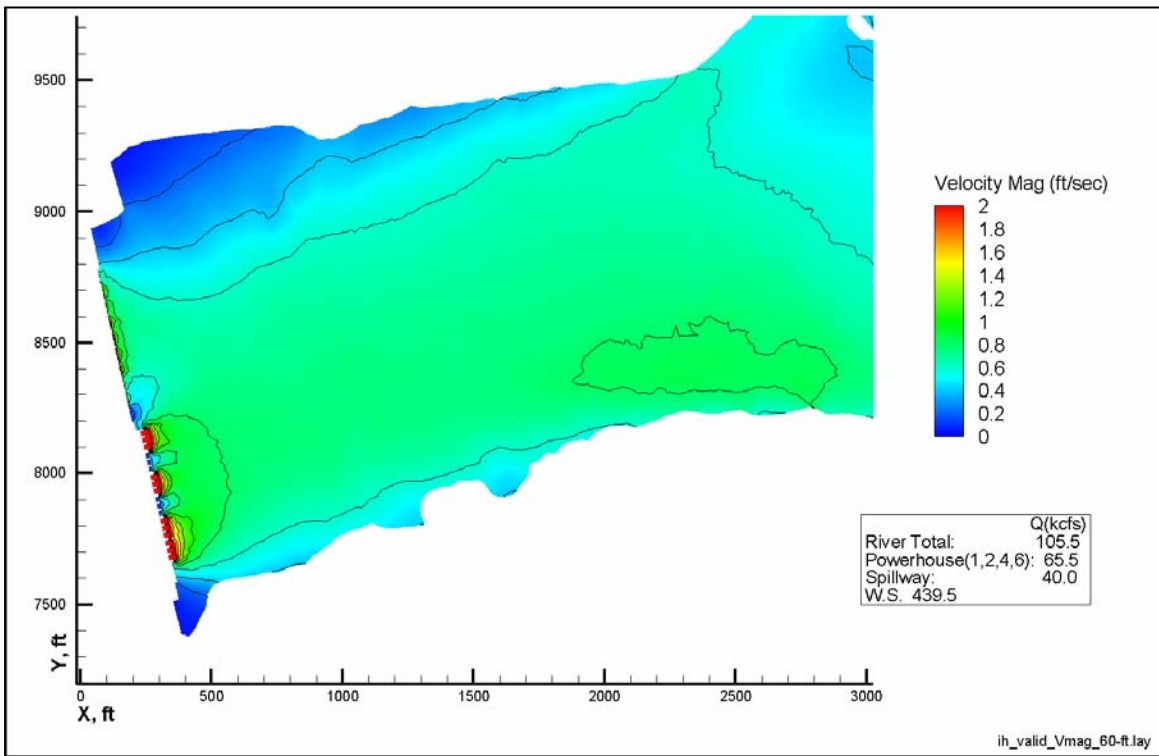 9500
9000
8500
8000
7500
Y, ft
0 500 1000 1500 2000 2500 3000
X, ft
Velocity Mag (ft/sec)
2
1.8
1.6
1.4
1.2
1
0.8
0.6
0.4
0.2
0
Q(kcfs)
River Total: 105.5
Powerhouse(1,2,4,6): 65.5
Spillway: 40.0
W.S. 439.5
ih_valid_Vmag_60-ft.lay